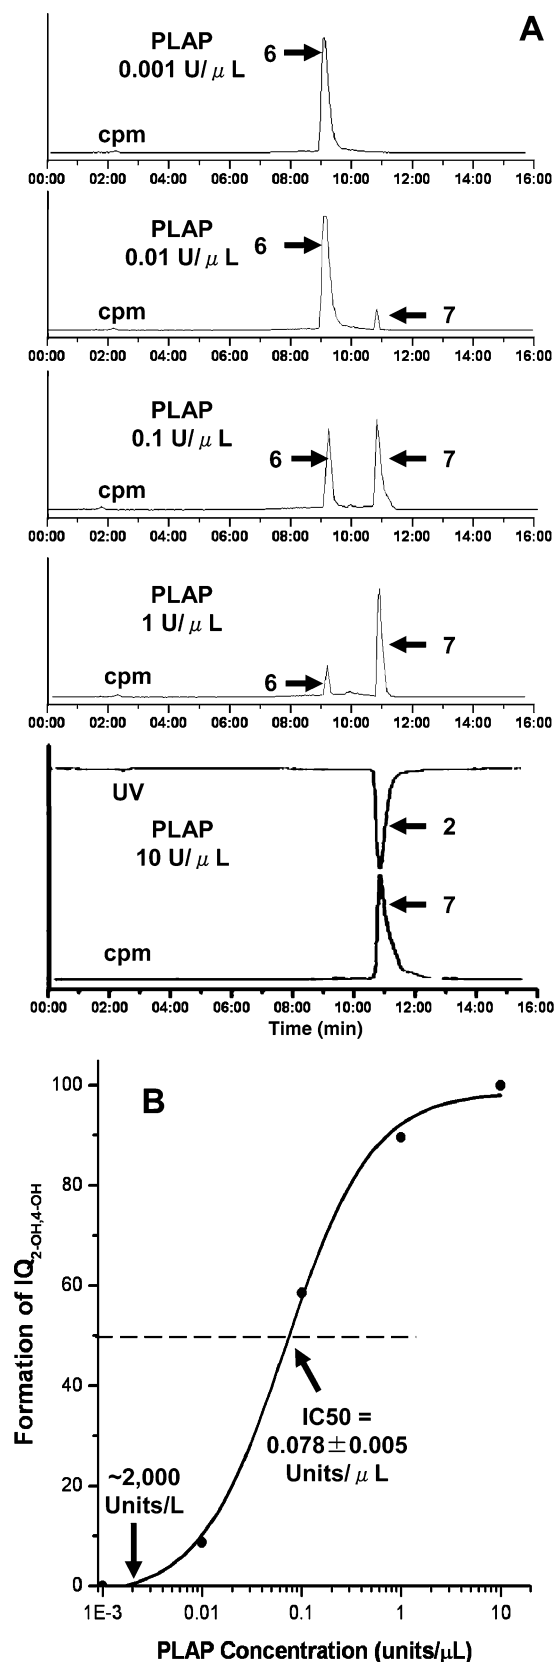 A
PLAP
0.001 U/ μ L
6
cpm
00:00 02:00 04:00 06:00 08:00 10:00 12:00 14:00 16:00
PLAP
0.01 U/ μ L
6
cpm
7
00:00 02:00 04:00 06:00 08:00 10:00 12:00 14:00 16:00
PLAP
0.1 U/ μ L
6
7
cpm
00:00 02:00 04:00 06:00 08:00 10:00 12:00 14:00 16:00
PLAP
1 U/ μ L
7
cpm
6
00:00 02:00 04:00 06:00 08:00 10:00 12:00 14:00 16:00
UV
PLAP
10 U/ μ L
2
7
cpm
00:00 02:00 04:00 06:00 08:00 10:00 12:00 14:00 16:00
Time (min)
B
Formation of IQ2-OH,4-OH
100
80
60
40
20
0
IC50 =
0.078±0.005
Units/ μ L
~2,000
Units/L
1E-3 0.01 0.1 1 10
PLAP Concentration (units/μL)